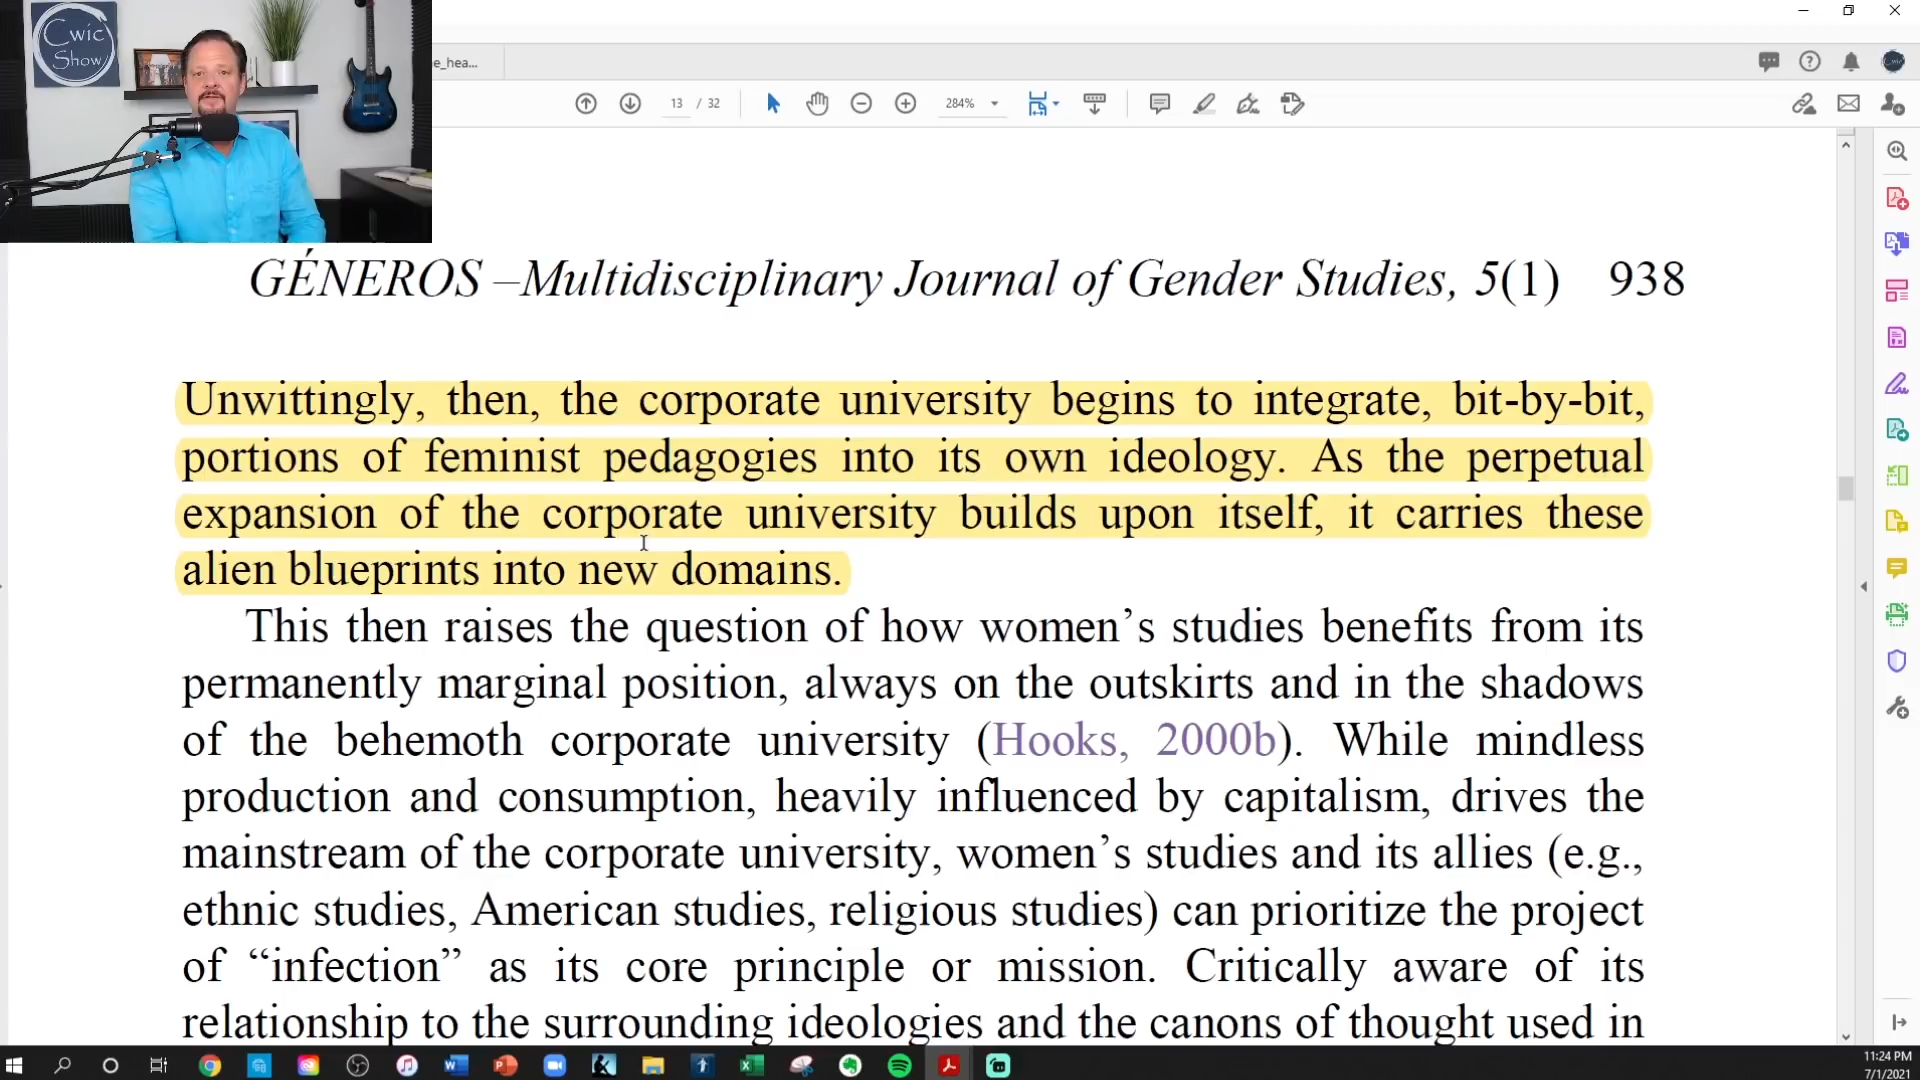 Cwic
Show
e_hea...
13 / 32
284%
GÉNEROS –Multidisciplinary Journal of Gender Studies, 5(1) 938
Unwittingly, then, the corporate university begins to integrate, bit-by-bit,
portions of feminist pedagogies into its own ideology. As the perpetual
expansion of the corporate university builds upon itself, it carries these
alien blueprints into new domains.
This then raises the question of how women’s studies benefits from its
permanently marginal position, always on the outskirts and in the shadows
of the behemoth corporate university (Hooks, 2000b). While mindless
production and consumption, heavily influenced by capitalism, drives the
mainstream of the corporate university, women’s studies and its allies (e.g.,
ethnic studies, American studies, religious studies) can prioritize the project
of “infection” as its core principle or mission. Critically aware of its
relationship to the surrounding ideologies and the canons of thought used in
11:24 PM
7/1/2021